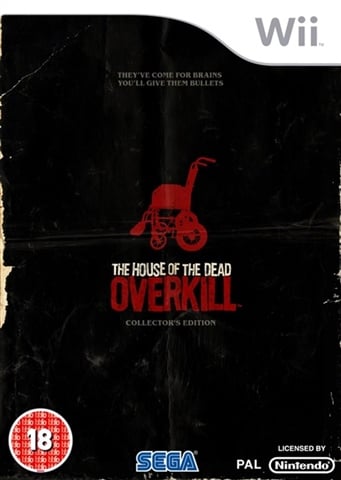 Wii
THEY'VE COME FOR BRAINS
YOU'LL GIVE THEM BULLETS
THE HOUSE OF THE DEAD
OVERKILL
COLLECTOR'S EDITION
18
SEGA
PAL
LICENSED BY
Nintendo